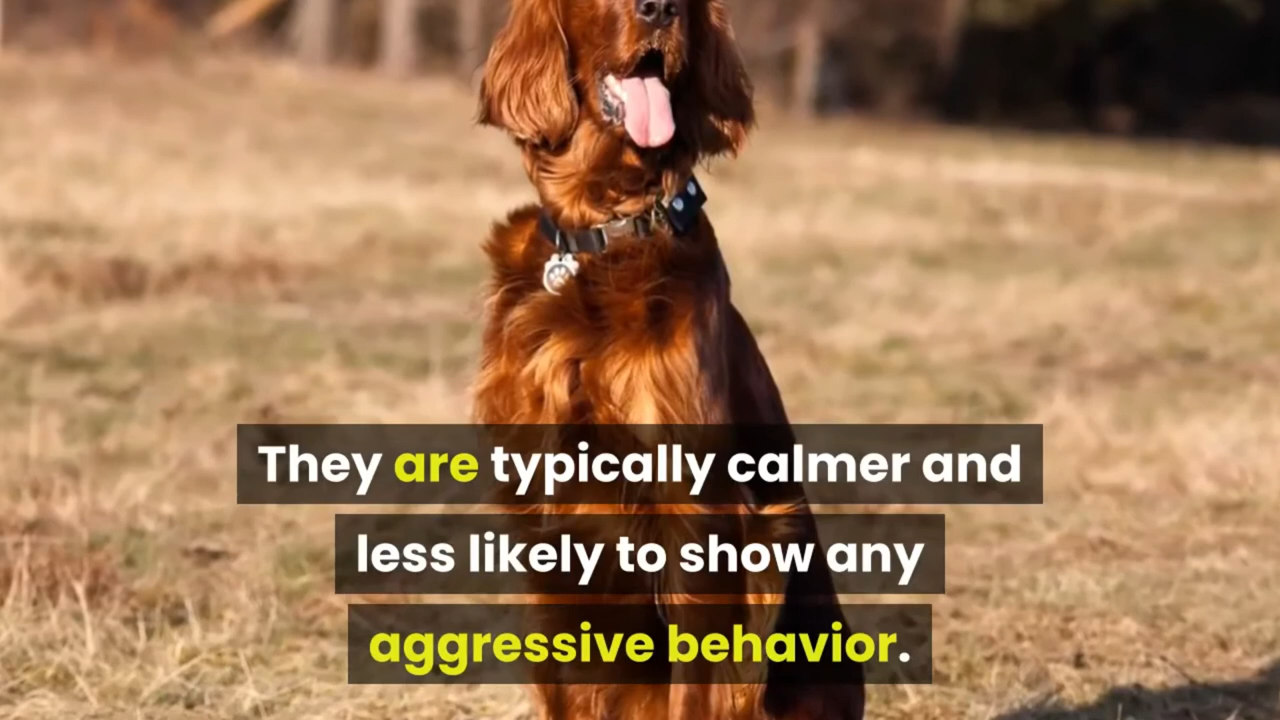 They are typically calmer and
less likely to show any
aggressive behavior.